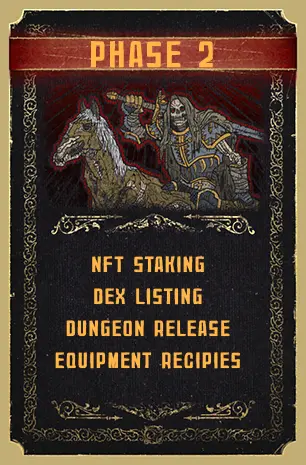 PHASE 2
NFT STAKING
DEX LISTING
DUNGEON RELEASE
EQUIPMENT RECIPIES